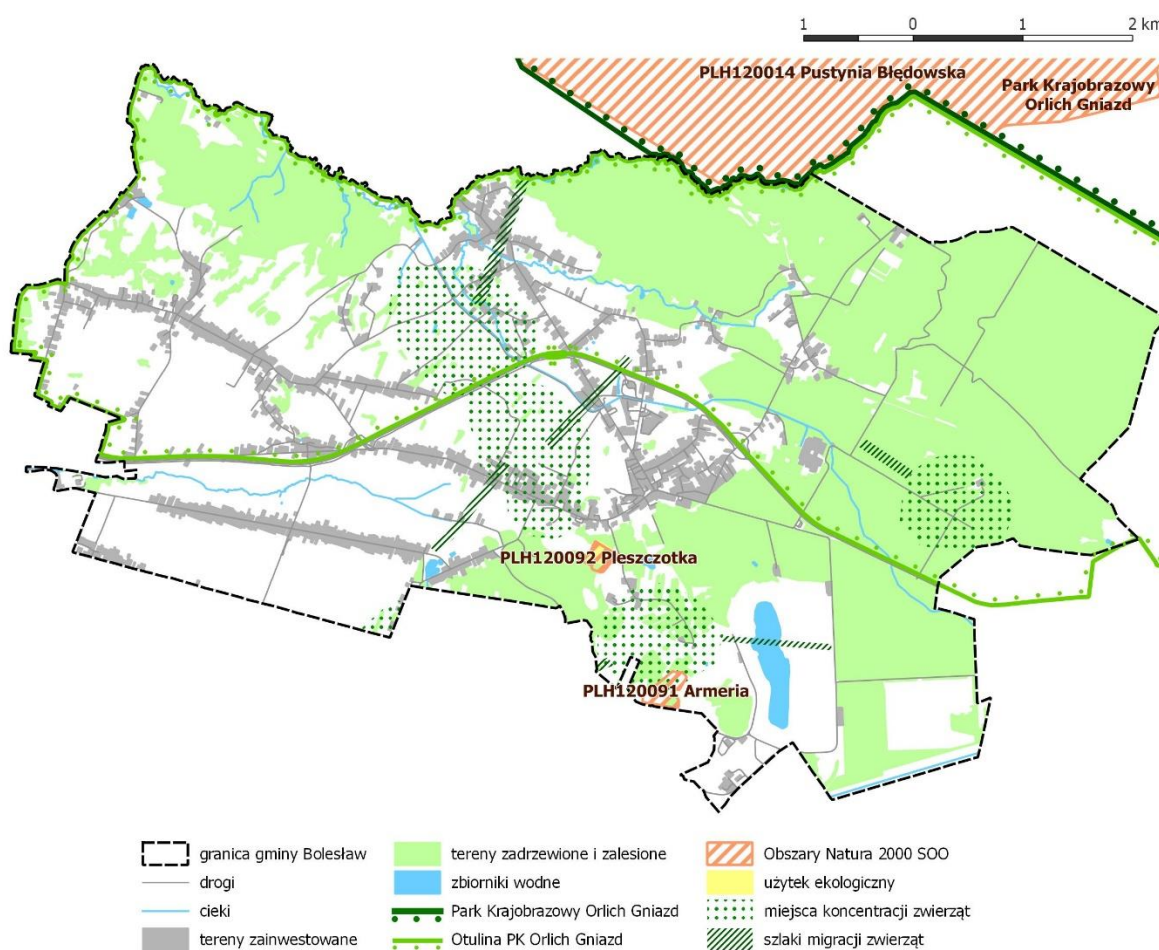 1 0 1 2 km
PLH120014 Pustynia Błędowska
Park Krajobrazowy
Orlich Gniazd
PLH120092 Pleszczotka
PLH120091 Armeria
granica gminy Bolesław
drogi
cieki
tereny zainwestowane
tereny zadrzewione i zalesione
zbiorniki wodne
Park Krajobrazowy Orlich Gniazd
Otulina PK Orlich Gniazd
Obszary Natura 2000 SOO
użytek ekologiczny
miejsca koncentracji zwierząt
szlaki migracji zwierząt